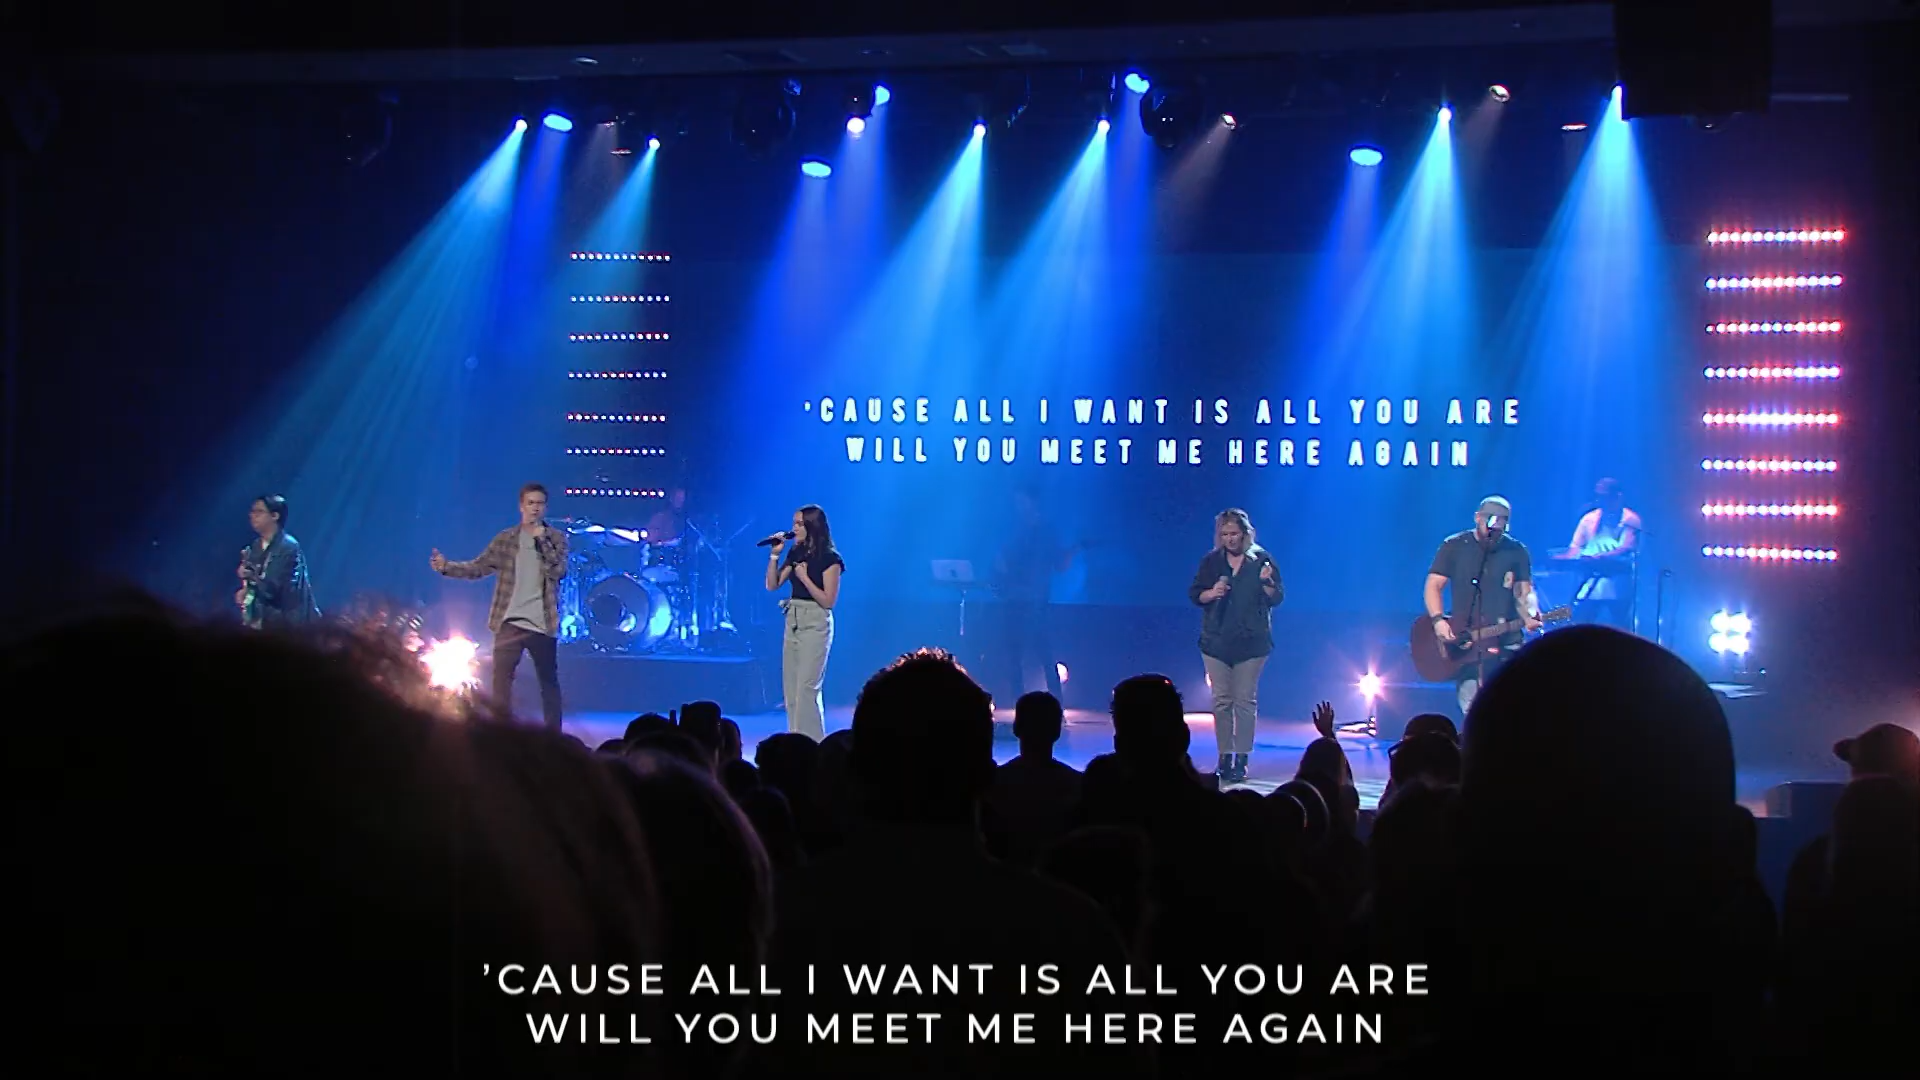 'CAUSE ALL I WANT IS ALL YOU ARE
WILL YOU MEET ME HERE AGAIN
’CAUSE ALL I WANT IS ALL YOU ARE
WILL YOU MEET ME HERE AGAIN